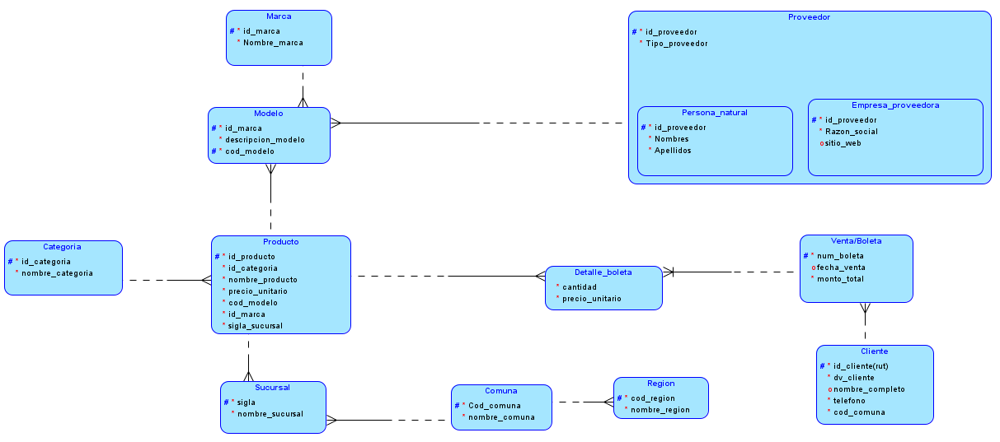 Marca
# * id_marca
* Nombre_marca
Proveedor
# * id_proveedor
* Tipo_proveedor
Modelo
# * id_marca
* descripcion_modelo
# * cod_modelo
Persona_natural
# * id_proveedor
* Nombres
* Apellidos
Empresa_proveedora
# * id_proveedor
* Razon_social
o sitio_web
Categoria
# * id_categoria
* nombre_categoria
Producto
# * id_producto
* id_categoria
* nombre_producto
* precio_unitario
* cod_modelo
* id_marca
* sigla_sucursal
Detalle_boleta
* cantidad
* precio_unitario
Venta/Boleta
# * num_boleta
o fecha_venta
* monto_total
Sucursal
# * sigla
* nombre_sucursal
Comuna
# * Cod_comuna
* nombre_comuna
Region
# * cod_region
* nombre_region
Cliente
# * id_cliente(rut)
* dv_cliente
o nombre_completo
* telefono
* cod_comuna